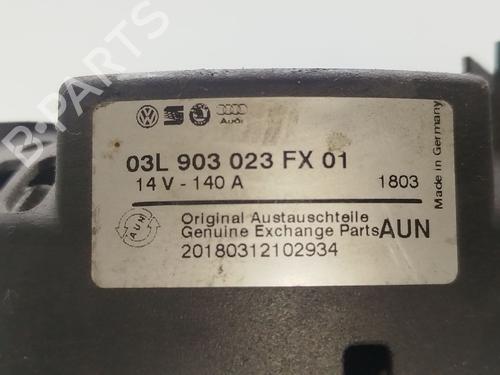 Audi
03L 903 023 FX 01
14 V - 140 A 1803
Made in Germany
Original Austauschteile
Genuine Exchange Parts AUN
20180312102934
AUN
B-PARTS